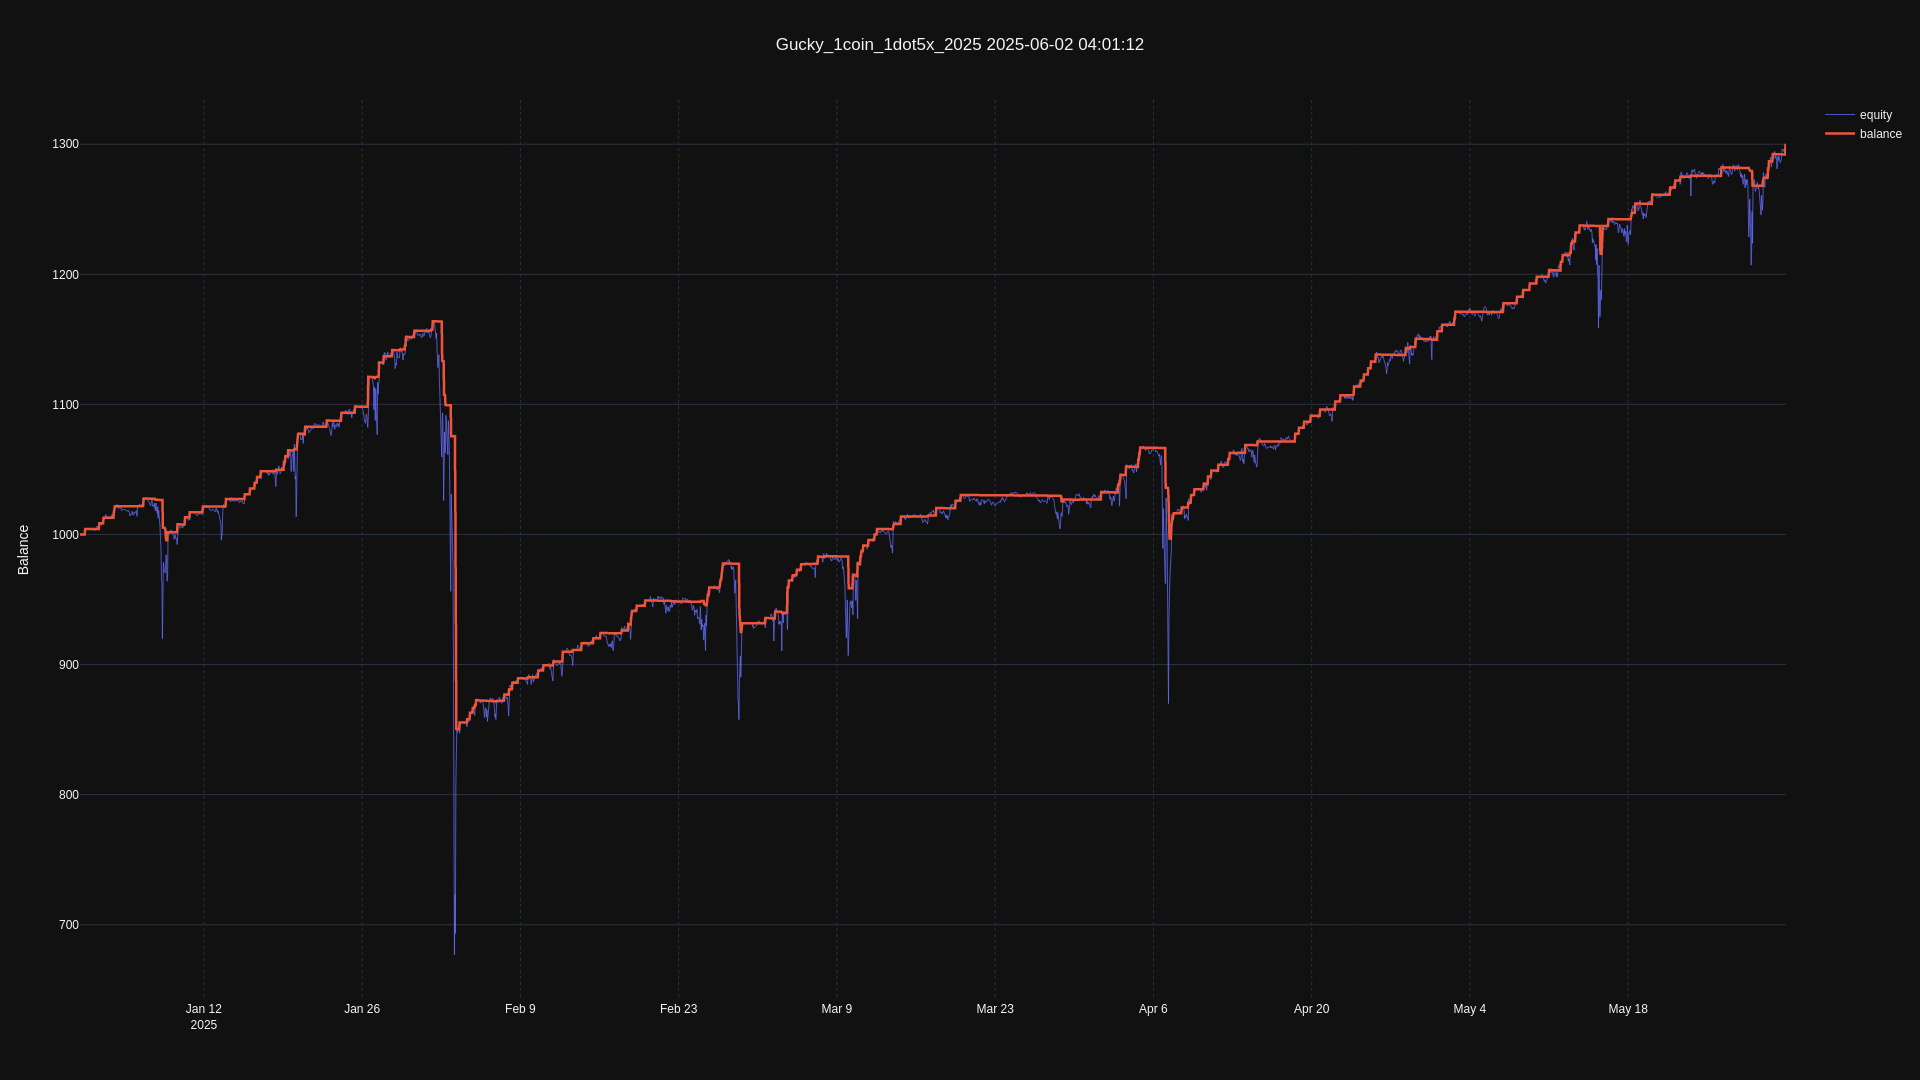 Gucky_1coin_1dot5x_2025 2025-06-02 04:01:12
equity
balance
Balance
1300
1200
1100
1000
900
800
700
Jan 12
2025
Jan 26
Feb 9
Feb 23
Mar 9
Mar 23
Apr 6
Apr 20
May 4
May 18